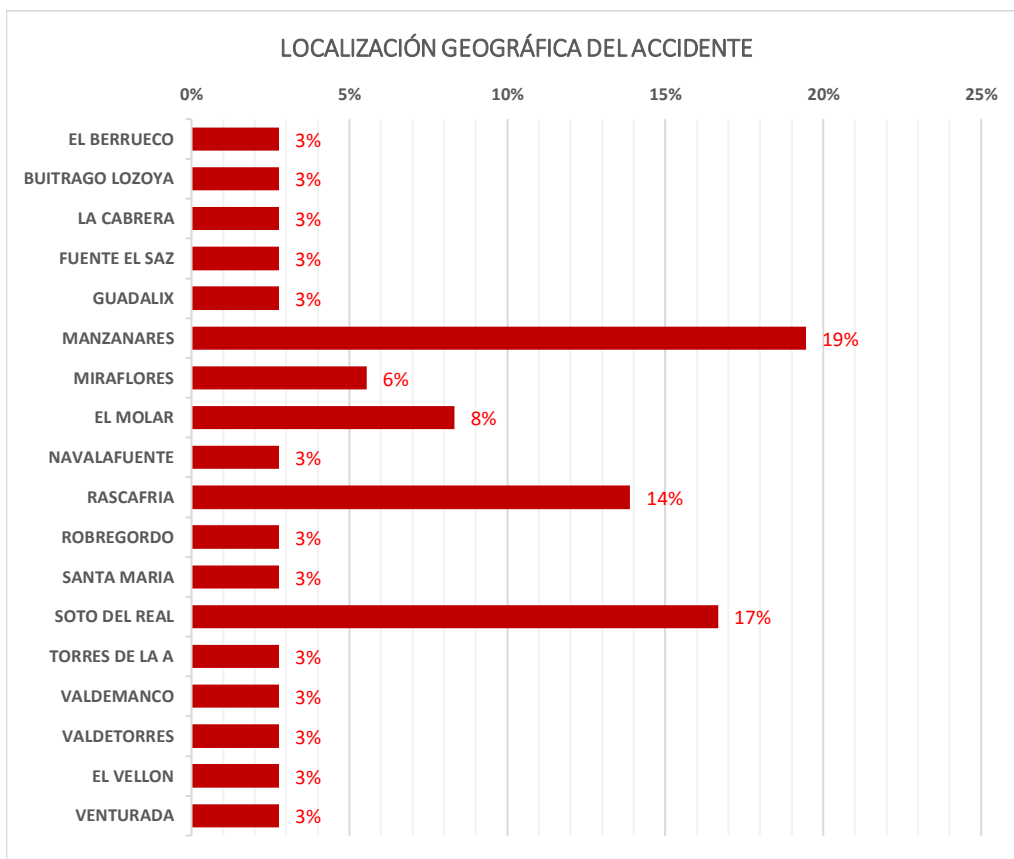 LOCALIZACIÓN GEOGRÁFICA DEL ACCIDENTE
0% 5% 10% 15% 20% 25%
EL BERRUECO 3%
BUITRAGO LOZOYA 3%
LA CABRERA 3%
FUENTE EL SAZ 3%
GUADALIX 3%
MANZANARES 19%
MIRAFLORES 6%
EL MOLAR 8%
NAVALAFUENTE 3%
RASCAFRIA 14%
ROBREGORDO 3%
SANTA MARIA 3%
SOTO DEL REAL 17%
TORRES DE LA A 3%
VALDEMANCO 3%
VALDETORRES 3%
EL VELLON 3%
VENTURADA 3%